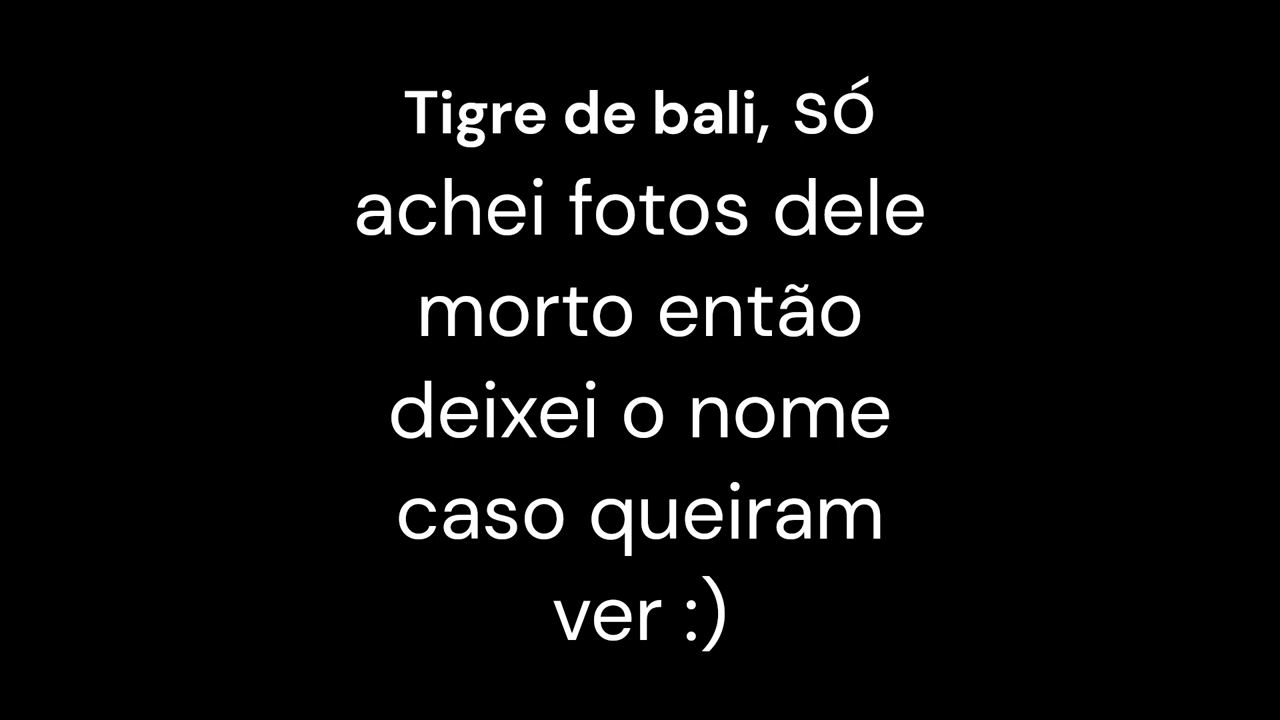 Tigre de bali, só
achei fotos dele
morto então
deixei o nome
caso queiram
ver :)